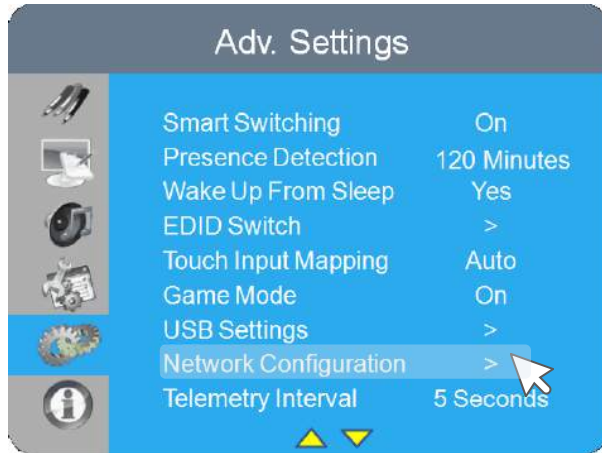 Adv. Settings
Smart Switching On
Presence Detection 120 Minutes
Wake Up From Sleep Yes
EDID Switch >
Touch Input Mapping Auto
Game Mode On
USB Settings >
Network Configuration >
Telemetry Interval 5 Seconds